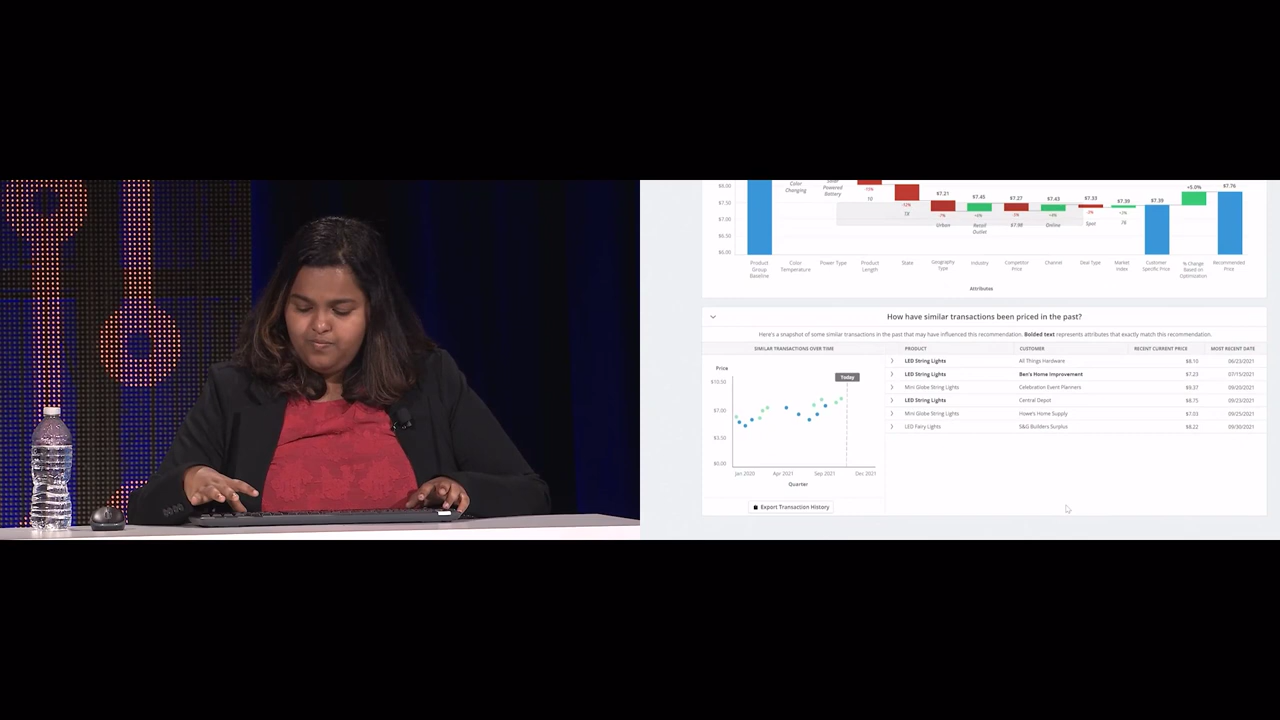 $8.00
$7.50
$7.00
$6.50
$6.00
Color
Changing
Powered
Battery
-15%
10
-12%
TX
$7.21
-7%
Urban
$7.45
Retail
Outlet
$7.27
-3%
$7.98
$7.43
Online
$7.33
-2%
Spot
$7.39
$7.39
+5.0%
$7.76
Product
Group
Baseline
Color
Temperature
Power Type
Product
Length
State
Geography
Type
Industry
Competitor
Price
Channel
Deal Type
Market
Index
Customer
Specific Price
% Change
Based on
Optimization
Recommended
Price
Attributes
How have similar transactions been priced in the past?
Here's a snapshot of some similar transactions in the past that may have influenced this recommendation. Bolded text represents attributes that exactly match this recommendation.
SIMILAR TRANSACTIONS OVER TIME
PRODUCT CUSTOMER RECENT CURRENT PRICE MOST RECENT DATE
LED String Lights All Things Hardware $8.10 06/23/2021
LED String Lights Ben's Home Improvement $7.23 07/15/2021
Mini Globe String Lights Celebration Event Planners $9.37 09/20/2021
LED String Lights Central Depot $8.75 09/23/2021
Mini Globe String Lights Howe's Home Supply $7.03 09/25/2021
LED Fairy Lights S&G Builders Surplus $8.22 09/30/2021
Price
Today
$10.50
$7.00
$3.50
$0.00
Jan 2020 Apr 2021 Sep 2021 Dec 2021
Quarter
Export Transaction History